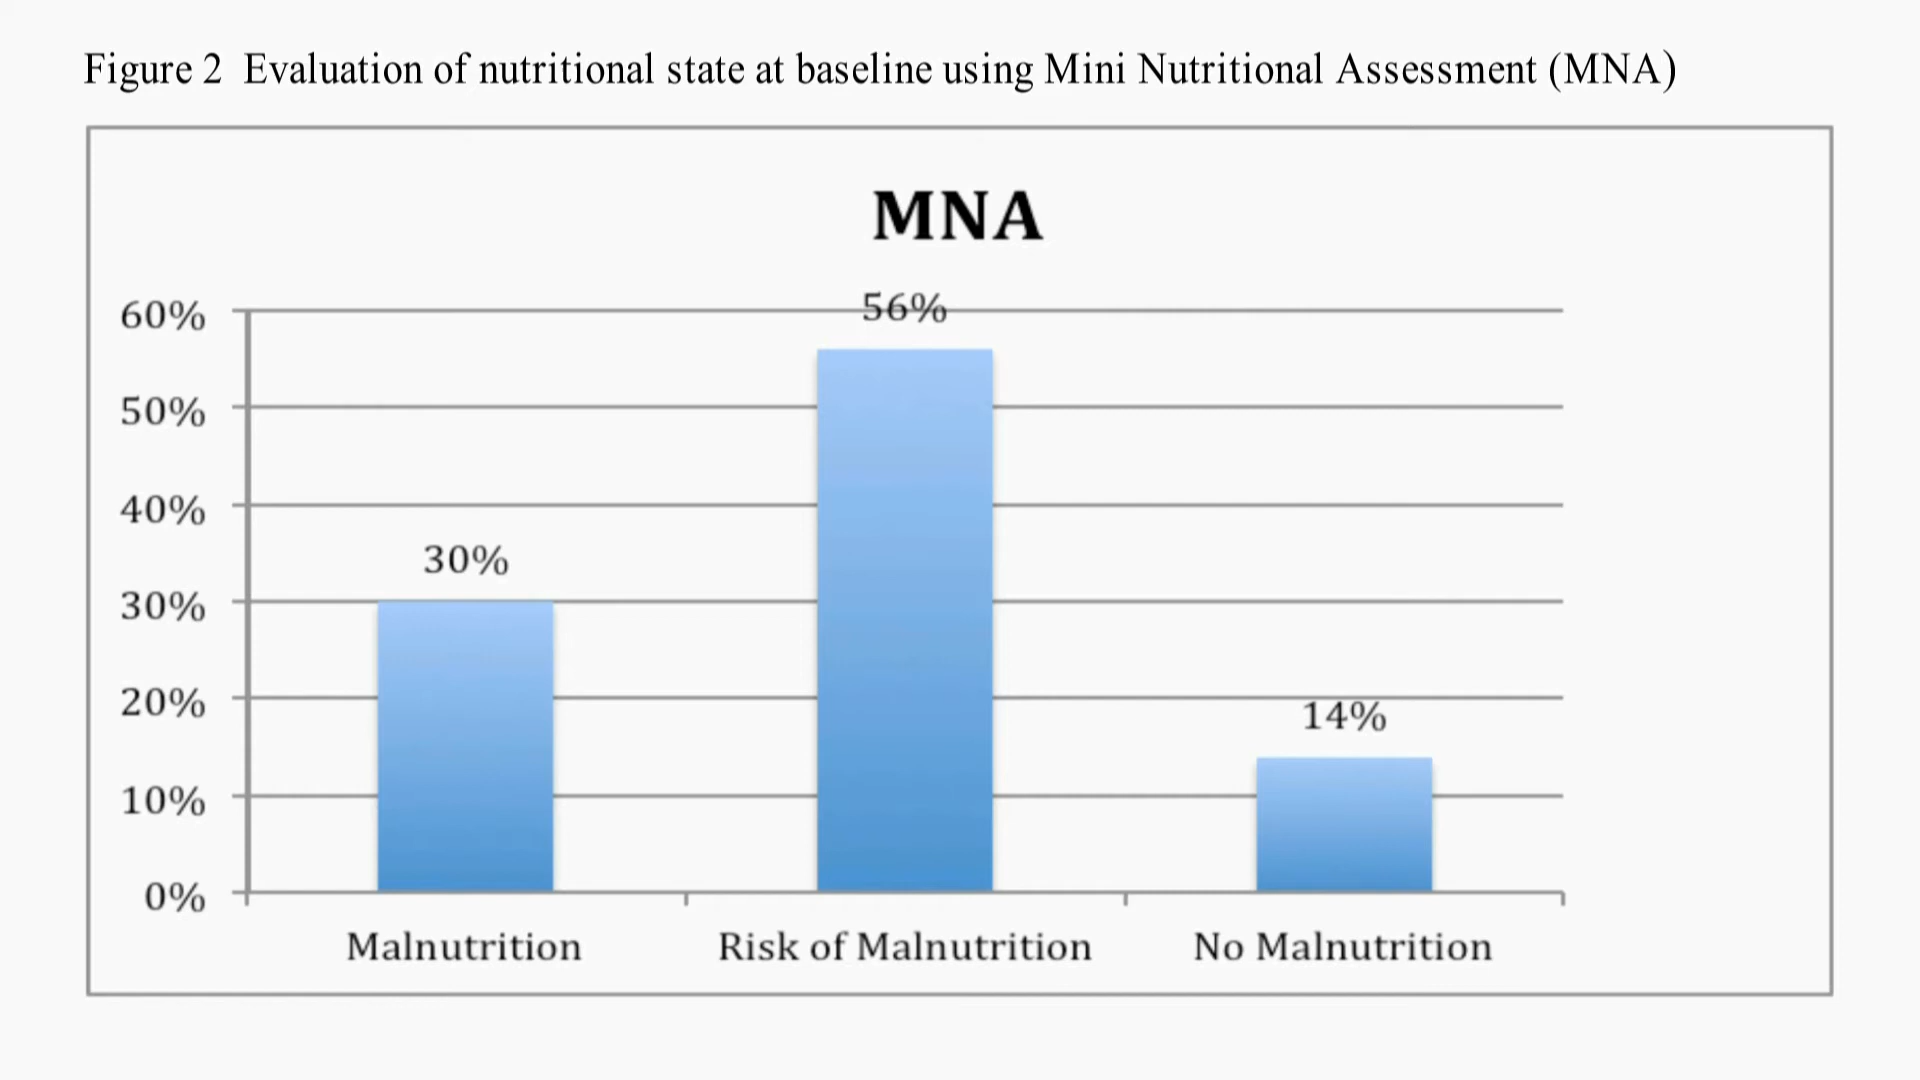 Figure 2 Evaluation of nutritional state at baseline using Mini Nutritional Assessment (MNA)
MNA
60%
56%
50%
40%
30%
30%
20%
14%
10%
0%
Malnutrition
Risk of Malnutrition
No Malnutrition